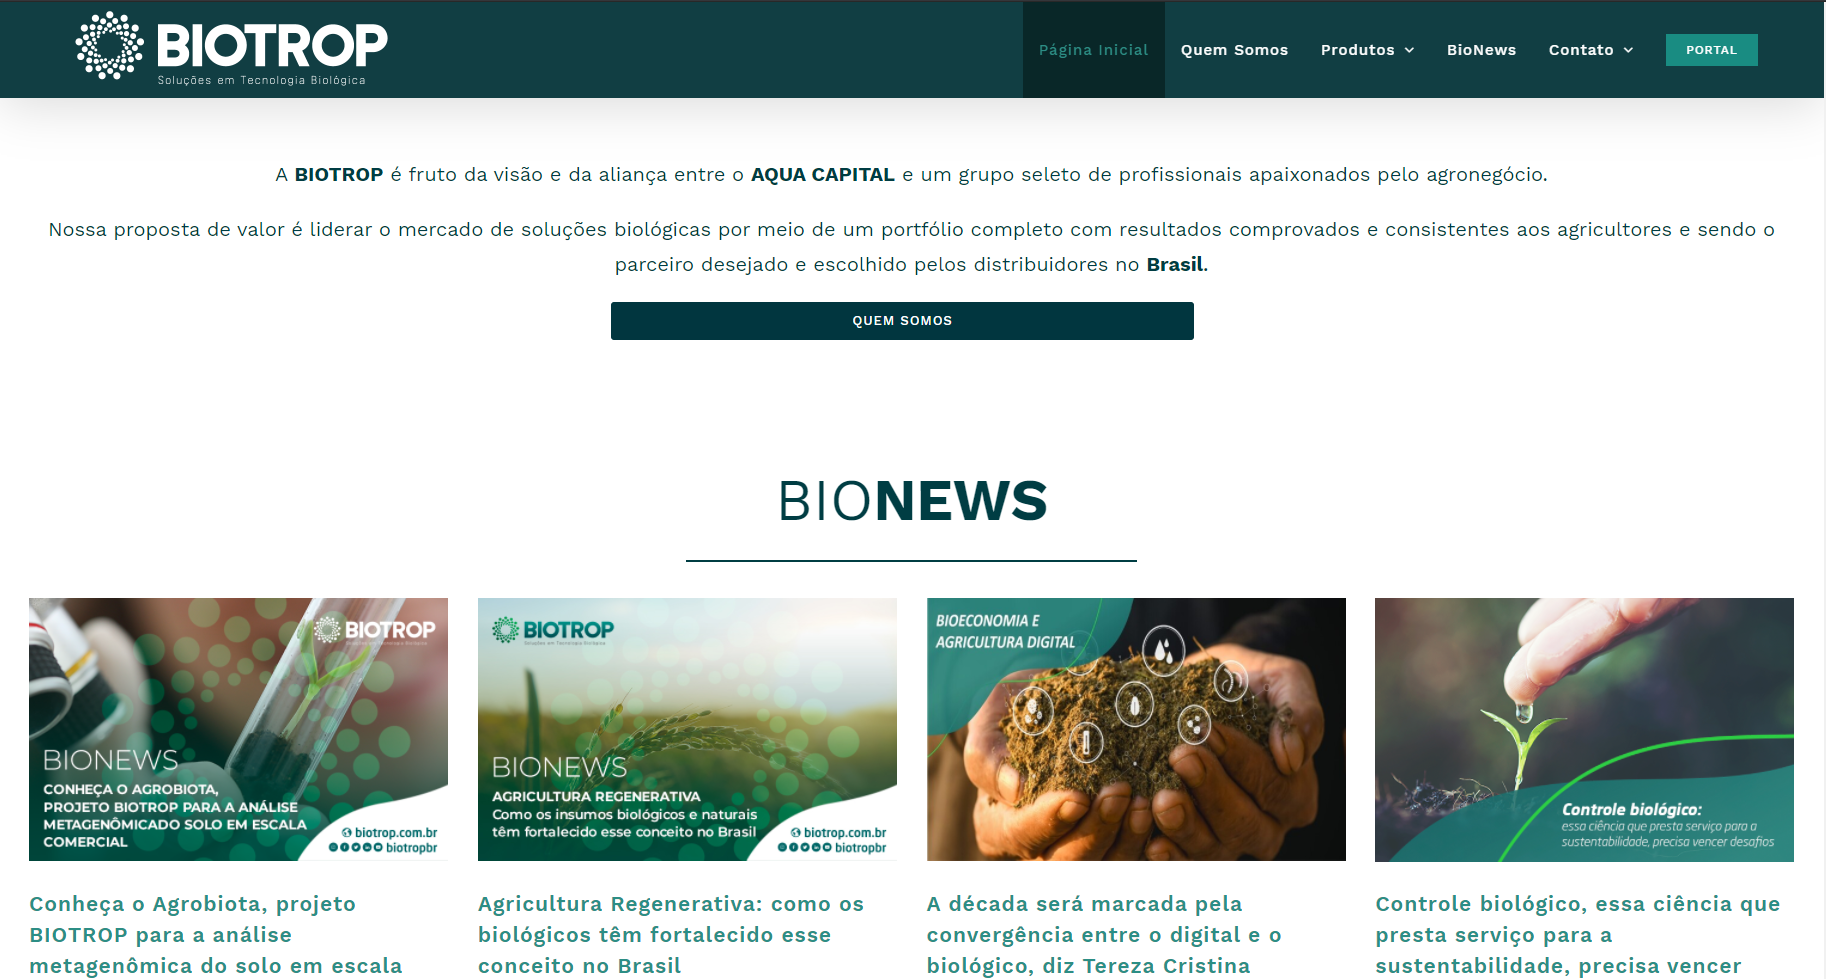 BIOTROP
Soluções em Tecnologia Biológica
Página Inicial
Quem Somos
Produtos
BioNews
Contato
PORTAL
A BIOTROP é fruto da visão e da aliança entre o AQUA CAPITAL e um grupo seleto de profissionais apaixonados pelo agronegócio.
Nossa proposta de valor é liderar o mercado de soluções biológicas por meio de um portfólio completo com resultados comprovados e consistentes aos agricultores e sendo o
parceiro desejado e escolhido pelos distribuidores no Brasil.
QUEM SOMOS
BIONEWS
BIOTROP
BIONEWS
CONHEÇA O AGROBIOTA,
PROJETO BIOTROP PARA A ANÁLISE
METAGENÔMICADO SOLO EM ESCALA
COMERCIAL
biotrop.com.br
biotropbr
Conheça o Agrobiota, projeto
BIOTROP para a análise
metagenômica do solo em escala
BIOTROP
Soluções em Tecnologia Biológica
BIONEWS
AGRICULTURA REGENERATIVA
Como os insumos biológicos e naturais
têm fortalecido esse conceito no Brasil
biotrop.com.br
biotropbr
Agricultura Regenerativa: como os
biológicos têm fortalecido esse
conceito no Brasil
BIOECONOMIA E
AGRICULTURA DIGITAL
A década será marcada pela
convergência entre o digital e o
biológico, diz Tereza Cristina
Controle biológico:
essa ciência que presta serviço para a
sustentabilidade, precisa vencer desafios
Controle biológico, essa ciência que
presta serviço para a
sustentabilidade, precisa vencer